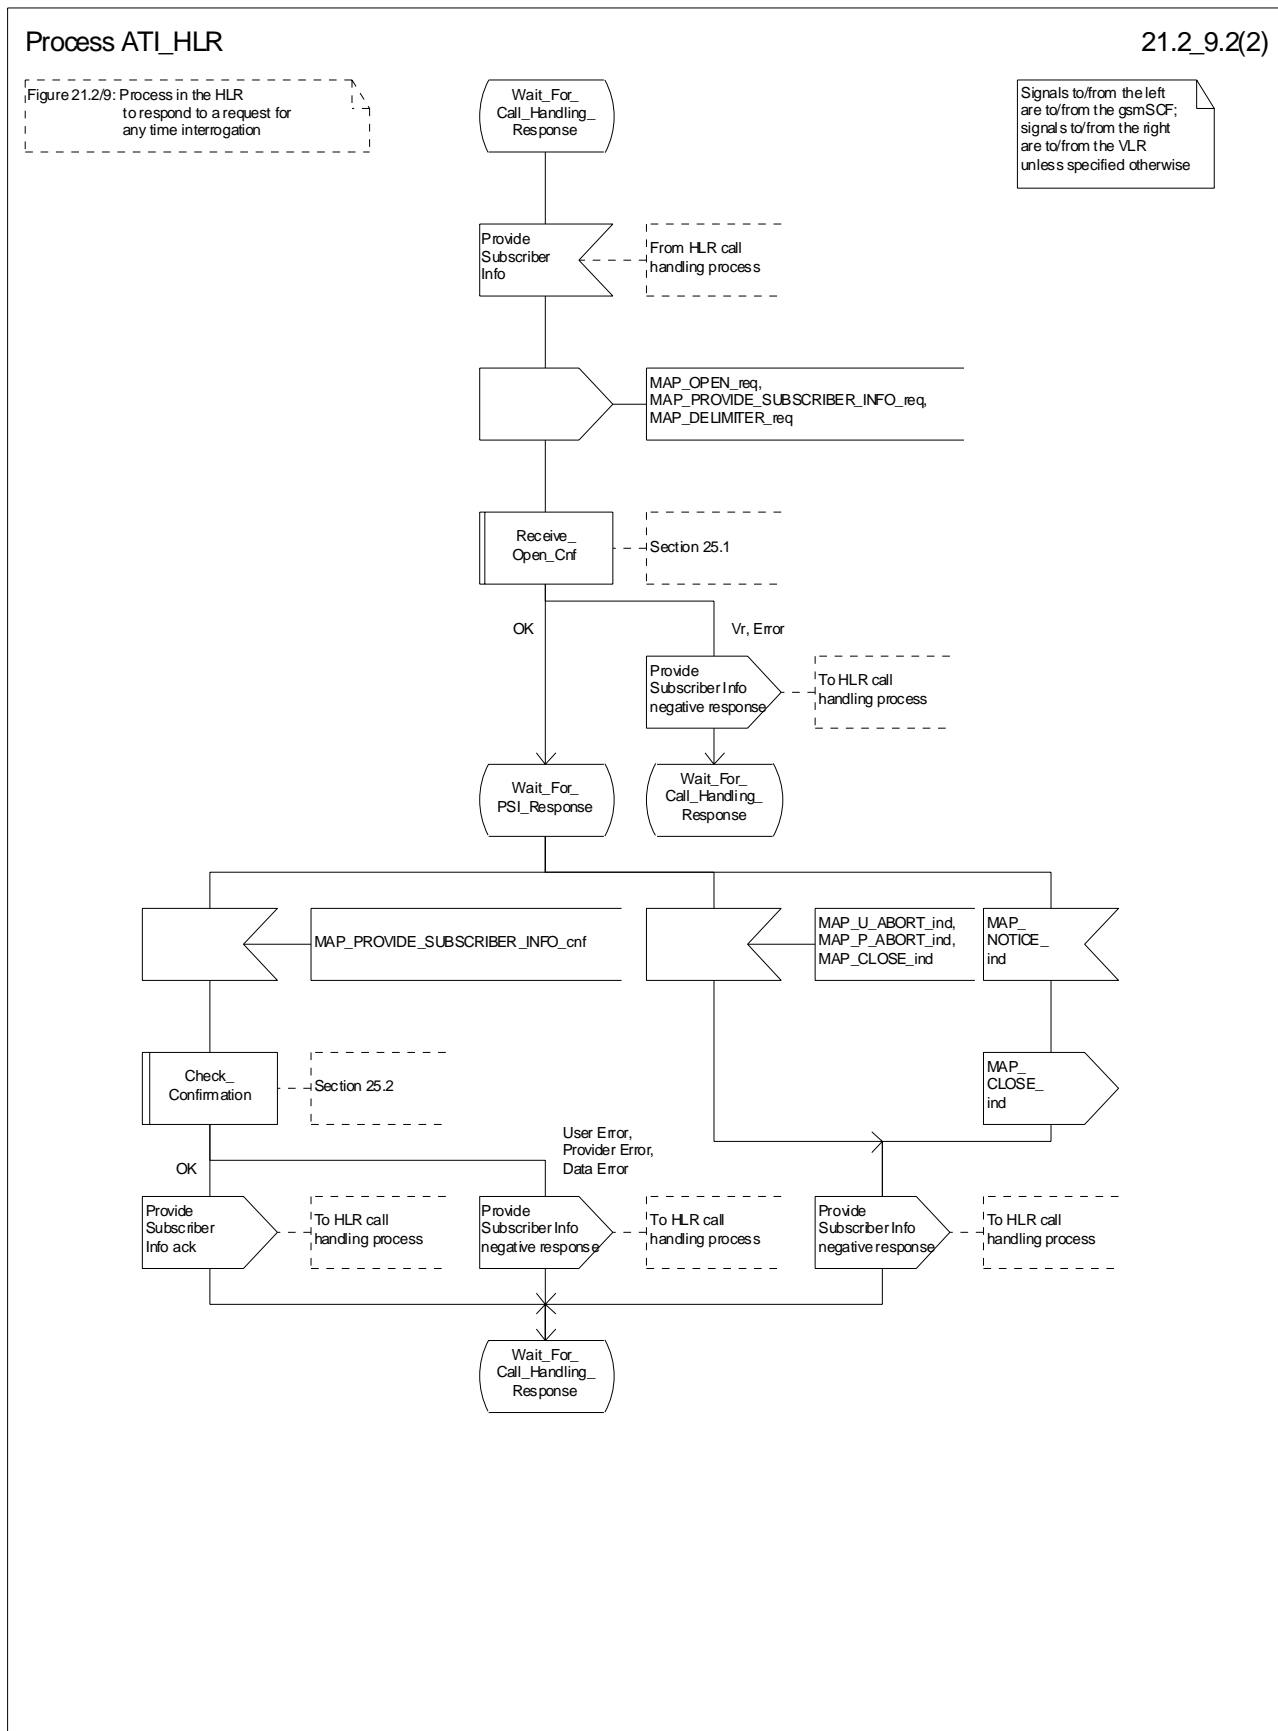 Process ATI_HLR
21.2_9.2(2)
Figure 21.2/9: Process in the HLR
to respond to a request for
any time interrogation
Wait_For_
Call_Handling_
Response
Signals to/from the left
are to/from the gsmSCF;
signals to/from the right
are to/from the VLR
unless specified otherwise
Provide
Subscriber
Info
From HLR call
handling process
MAP_OPEN_req,
MAP_PROVIDE_SUBSCRIBER_INFO_req,
MAP_DELIMITER_req
Receive_
Open_Cnf
Section 25.1
OK
Vr, Error
Provide
Subscriber Info
negative response
To HLR call
handling process
Wait_For_
PSI_Response
Wait_For_
Call_Handling_
Response
MAP_PROVIDE_SUBSCRIBER_INFO_cnf
MAP_U_ABORT_ind,
MAP_P_ABORT_ind,
MAP_CLOSE_ind
MAP_
NOTICE_
ind
Check_
Confirmation
Section 25.2
MAP_
CLOSE_
ind
OK
User Error,
Provider Error,
Data Error
Provide
Subscriber
Info ack
To HLR call
handling process
Provide
Subscriber Info
negative response
To HLR call
handling process
Provide
Subscriber Info
negative response
To HLR call
handling process
Wait_For_
Call_Handling_
Response